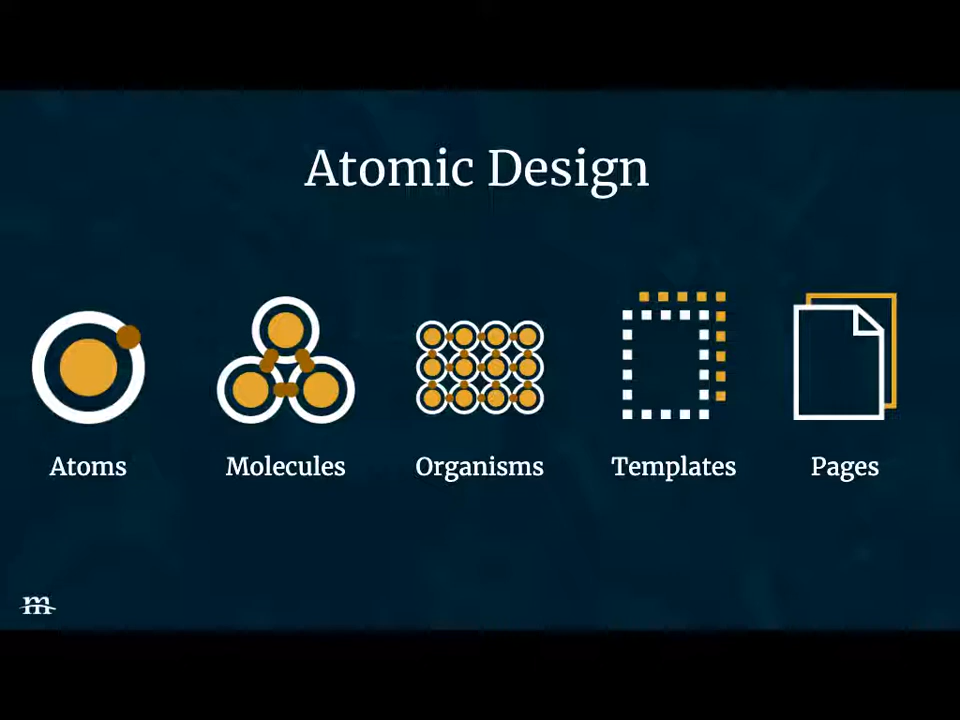 Atomic Design
Atoms
Molecules
Organisms
Templates
Pages
m